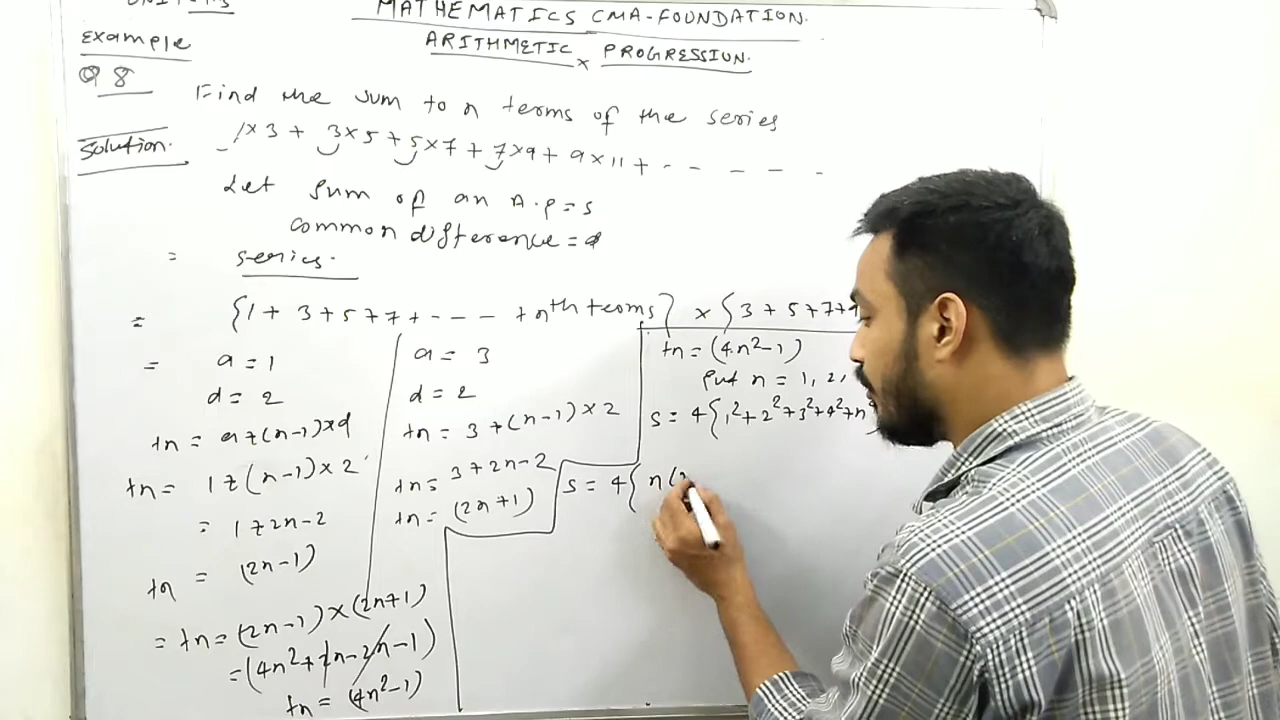 MATHEMATICS CMA-FOUNDATION.
ARITHMETIC PROGRESSION.
Example
Q 8 Find the sum to n terms of the series
Solution. 1×3 + 3×5 + 5×7 + 7×9 + 9×11 + - - - - -
Let sum of an A.P = S
common difference = d
= series.
= {1 + 3+5+7+ - - - + nth terms} × {3+5+7+9
= a = 1
d = 2
tn = a+(n-1)×d
tn = 1+(n-1)×2
= 1+2n-2
tn = (2n-1)
= tn = (2n-1)×(2n+1)
= (4n²+2n-2n-1)
tn = (4n²-1)
a = 3
d = 2
tn = 3+(n-1)×2
tn = 3+2n-2
tn = (2n+1)
tn = (4n²-1)
Put n = 1, 2,
S = 4{1²+2²+3²+4²+n²
S = 4{ n(